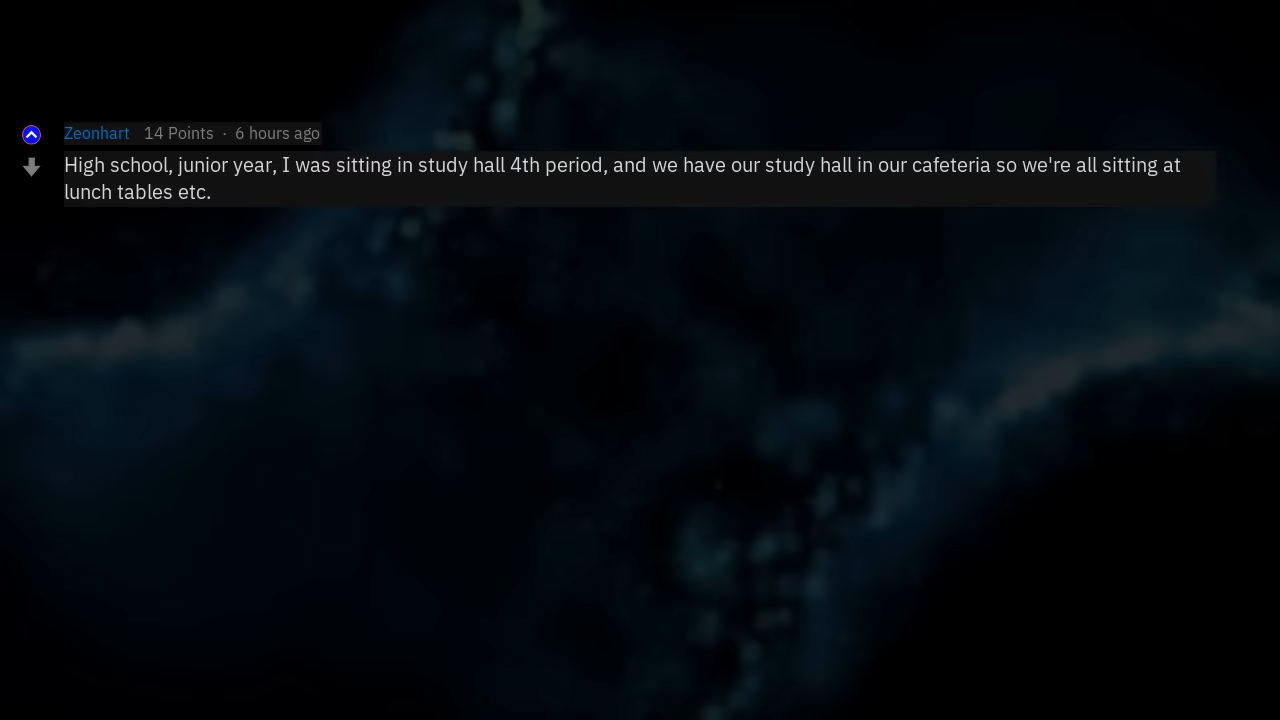 Zeonhart 14 Points · 6 hours ago
High school, junior year, I was sitting in study hall 4th period, and we have our study hall in our cafeteria so we're all sitting at
lunch tables etc.